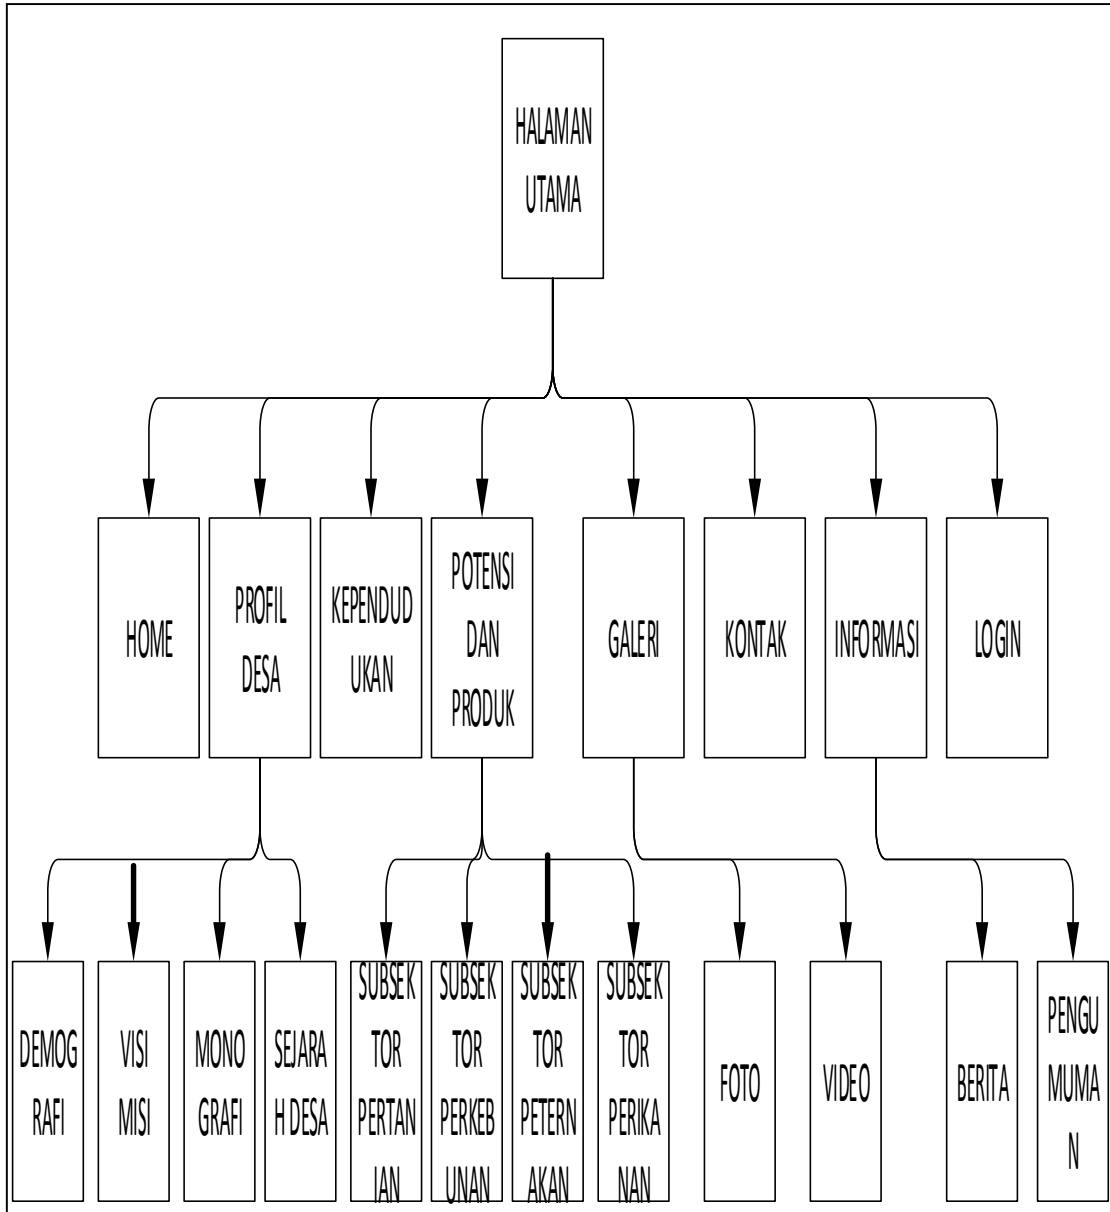 HALAMAN
UTAMA
HOME
PROFIL
DESA
KEPENDUD
UKAN
POTENSI
DAN
PRODUK
GALERI
KONTAK
INFORMASI
LOGIN
DEMOG
RAFI
VISI
MISI
MONO
GRAFI
SEJARA
H DESA
SUBSEK
TOR
PERTAN
IAN
SUBSEK
TOR
PERKEB
UNAN
SUBSEK
TOR
PETERN
AKAN
SUBSEK
TOR
PERIKA
NAN
FOTO
VIDEO
BERITA
PENGU
MUMA
N